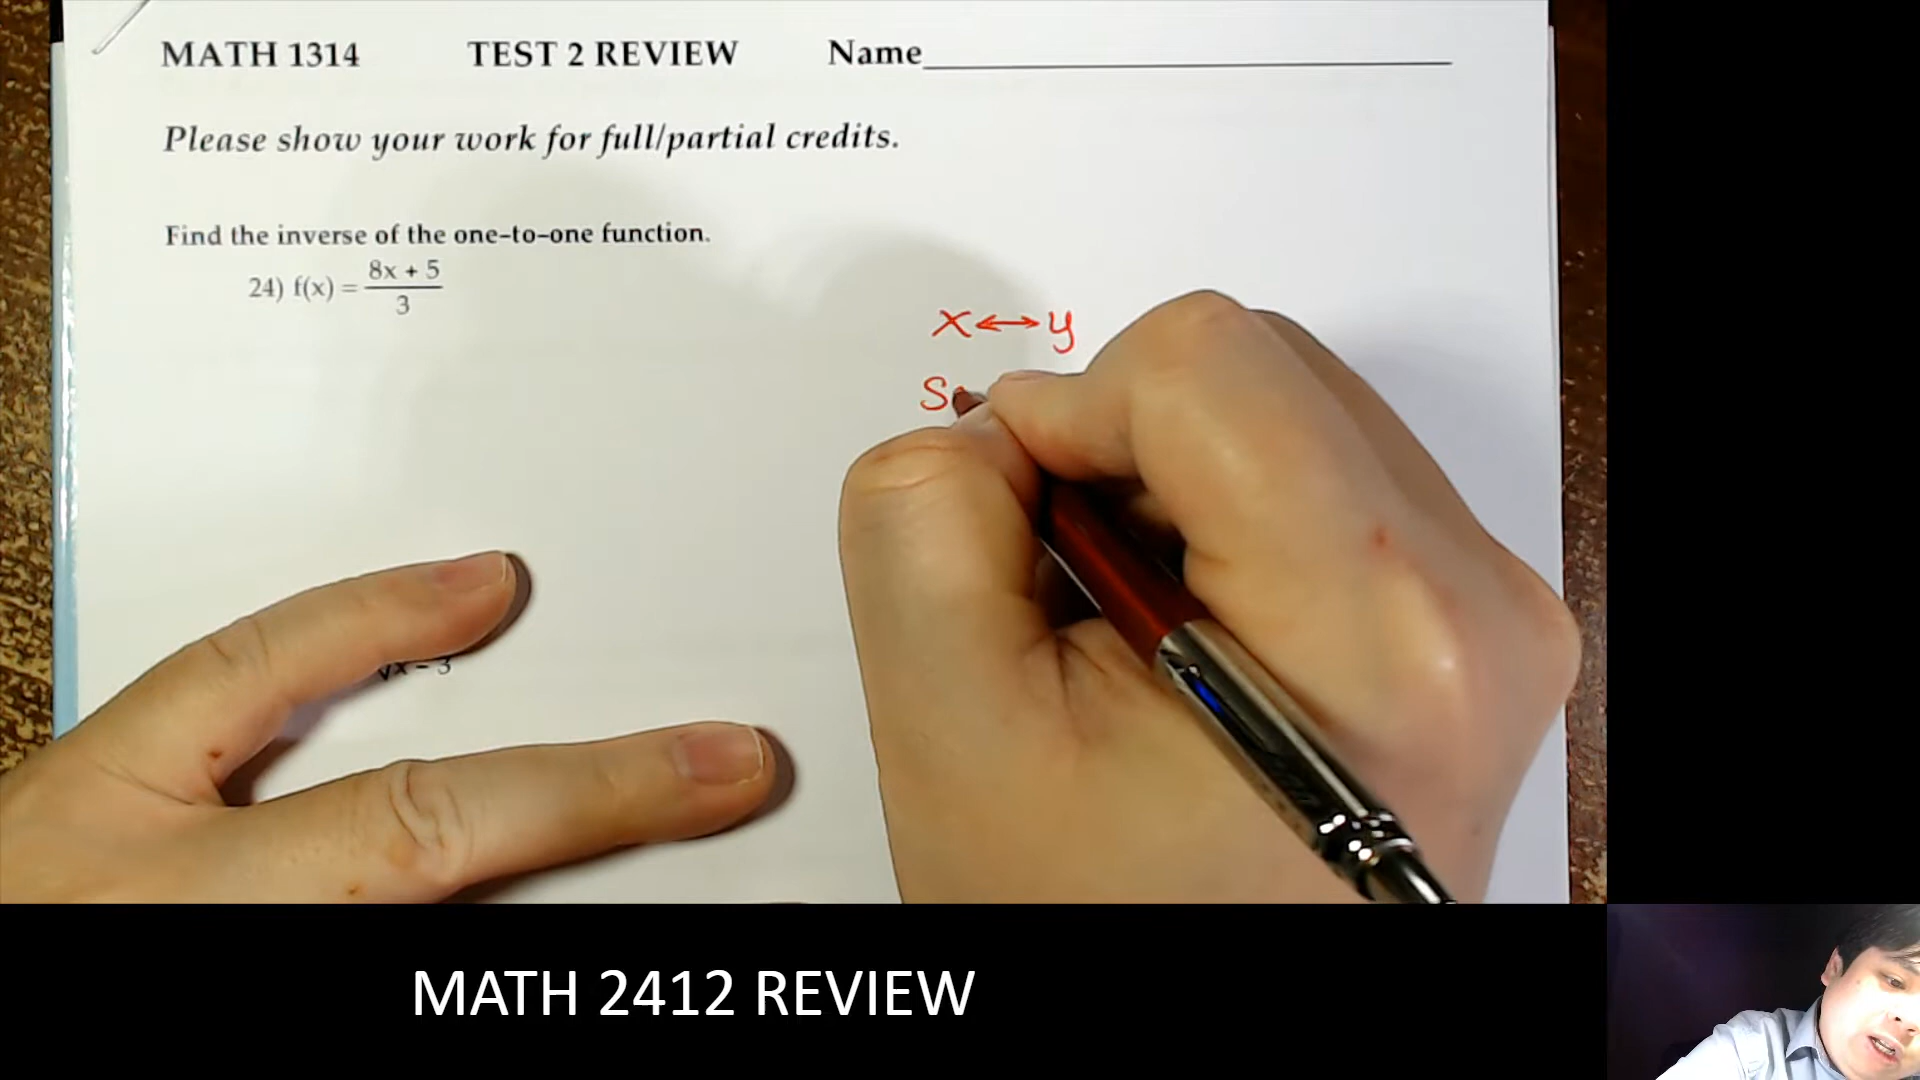 MATH 1314 TEST 2 REVIEW Name
Please show your work for full/partial credits.
Find the inverse of the one-to-one function.
24) f(x) = 8x + 5 / 3
x ↔ y
S
√x - 3
MATH 2412 REVIEW